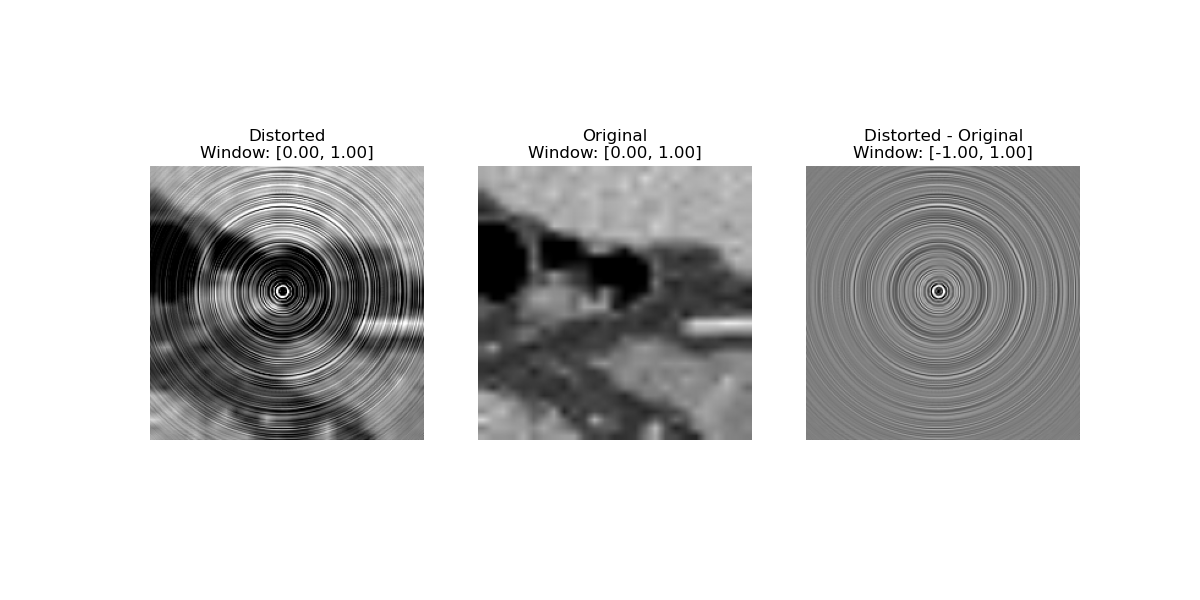 Distorted
Window: [0.00, 1.00]
Original
Window: [0.00, 1.00]
Distorted - Original
Window: [-1.00, 1.00]